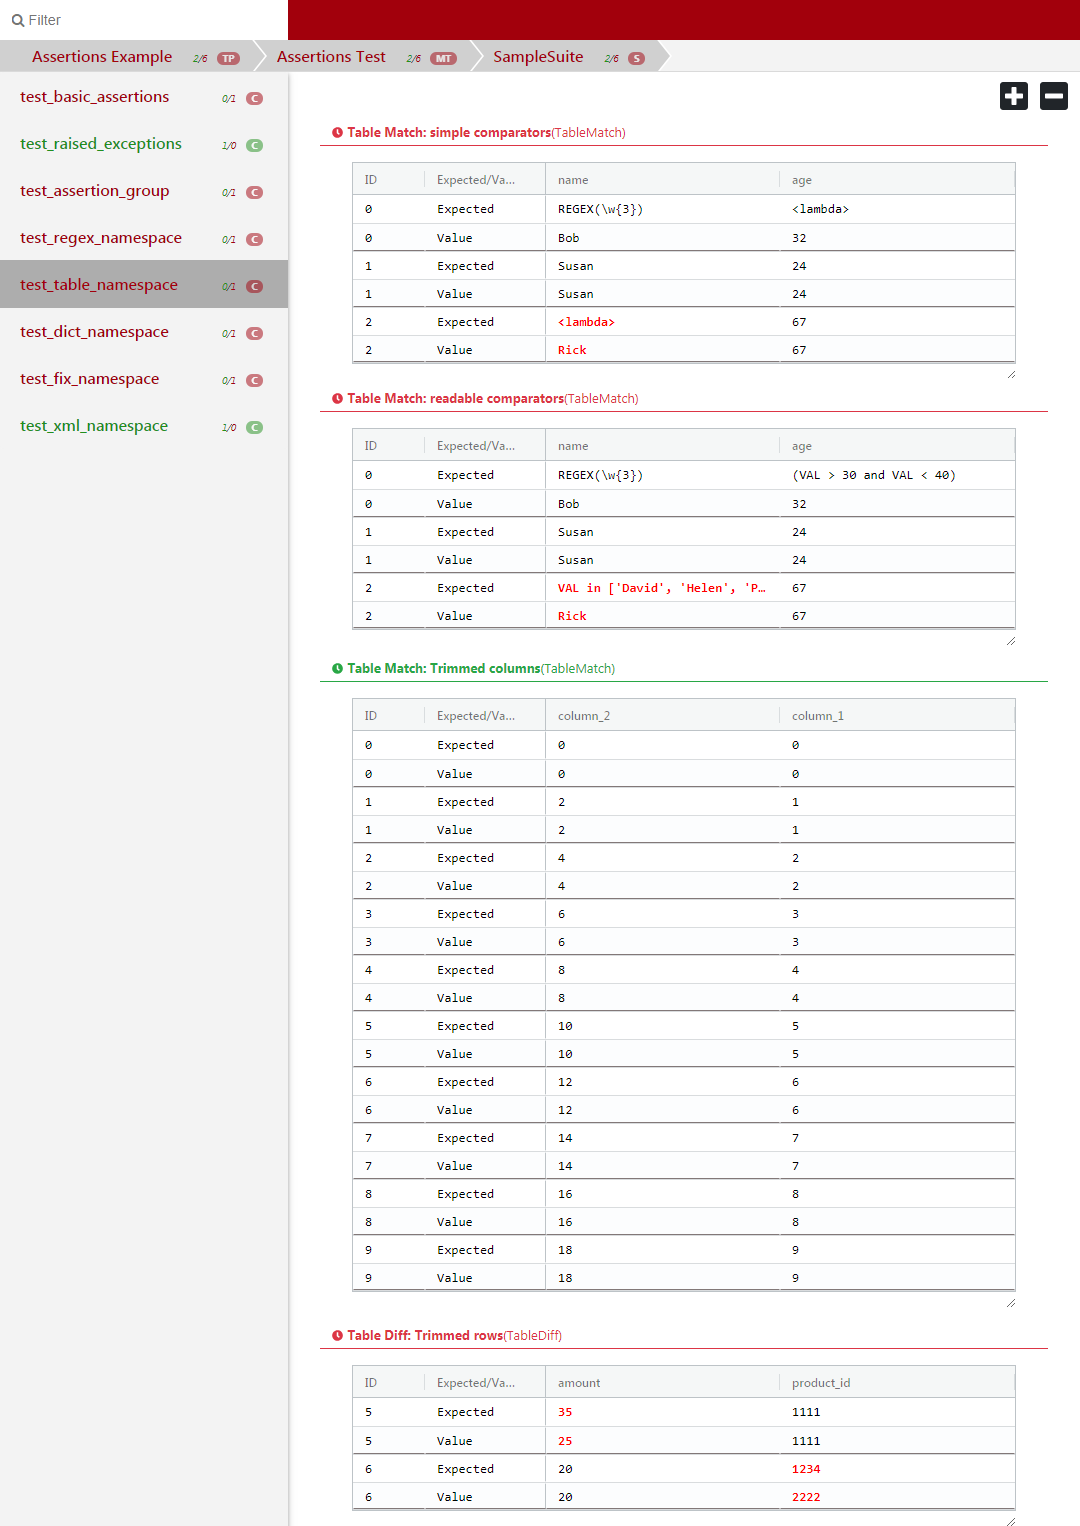 Filter
Assertions Example 2/6 TP Assertions Test 2/6 MT SampleSuite 2/6 S
test_basic_assertions 0/1 C
test_raised_exceptions 1/0 C
test_assertion_group 0/1 C
test_regex_namespace 0/1 C
test_table_namespace 0/1 C
test_dict_namespace 0/1 C
test_fix_namespace 0/1 C
test_xml_namespace 1/0 C
Table Match: simple comparators(TableMatch)
ID Expected/Va... name age
0 Expected REGEX(\w{3}) <lambda>
0 Value Bob 32
1 Expected Susan 24
1 Value Susan 24
2 Expected <lambda> 67
2 Value Rick 67
Table Match: readable comparators(TableMatch)
ID Expected/Va... name age
0 Expected REGEX(\w{3}) (VAL > 30 and VAL < 40)
0 Value Bob 32
1 Expected Susan 24
1 Value Susan 24
2 Expected VAL in ['David', 'Helen', 'P... 67
2 Value Rick 67
Table Match: Trimmed columns(TableMatch)
ID Expected/Va... column_2 column_1
0 Expected 0 0
0 Value 0 0
1 Expected 2 1
1 Value 2 1
2 Expected 4 2
2 Value 4 2
3 Expected 6 3
3 Value 6 3
4 Expected 8 4
4 Value 8 4
5 Expected 10 5
5 Value 10 5
6 Expected 12 6
6 Value 12 6
7 Expected 14 7
7 Value 14 7
8 Expected 16 8
8 Value 16 8
9 Expected 18 9
9 Value 18 9
Table Diff: Trimmed rows(TableDiff)
ID Expected/Va... amount product_id
5 Expected 35 1111
5 Value 25 1111
6 Expected 20 1234
6 Value 20 2222